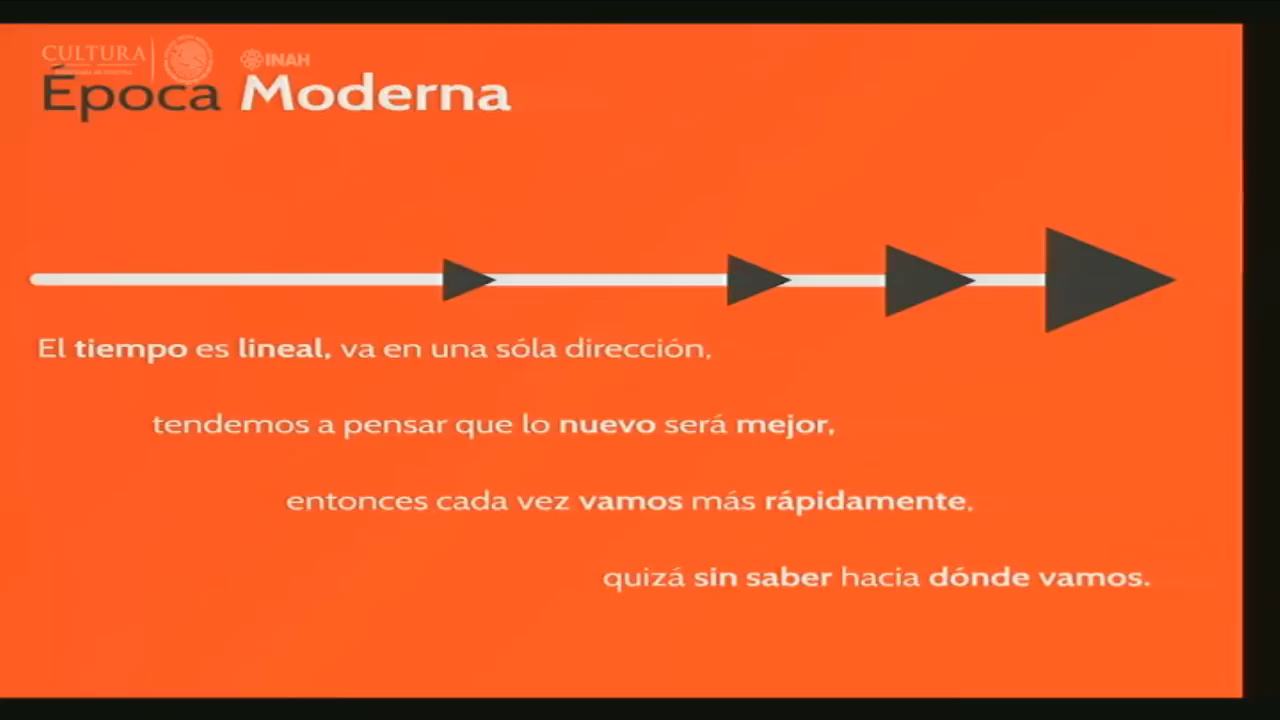 CULTURA
INAH
Época Moderna
El tiempo es lineal, va en una sóla dirección,
tendemos a pensar que lo nuevo será mejor,
entonces cada vez vamos más rápidamente,
quizá sin saber hacia dónde vamos.